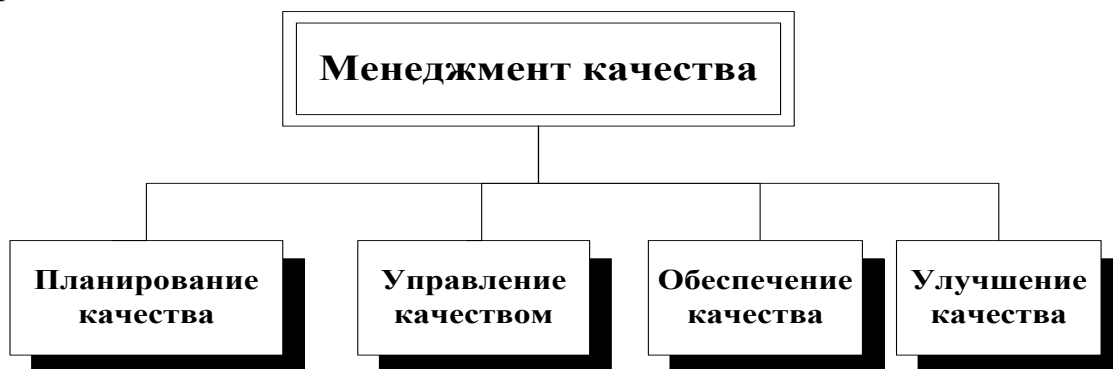 Менеджмент качества
Планирование
качества
Управление
качеством
Обеспечение
качества
Улучшение
качества